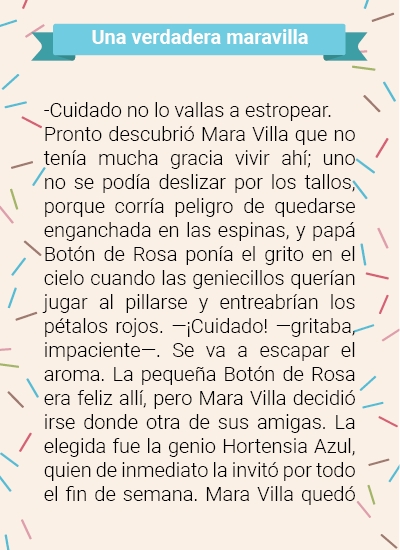 Una verdadera maravilla
-Cuidado no lo vallas a estropear.
Pronto descubrió Mara Villa que no
tenía mucha gracia vivir ahí; uno
no se podía deslizar por los tallos,
porque corría peligro de quedarse
enganchada en las espinas, y papá
Botón de Rosa ponía el grito en el
cielo cuando las geniecillos querían
jugar al pillarse y entreabrían los
pétalos rojos. —¡Cuidado! —gritaba,
impaciente—. Se va a escapar el
aroma. La pequeña Botón de Rosa
era feliz allí, pero Mara Villa decidió
irse donde otra de sus amigas. La
elegida fue la genio Hortensia Azul,
quien de inmediato la invitó por todo
el fin de semana. Mara Villa quedó